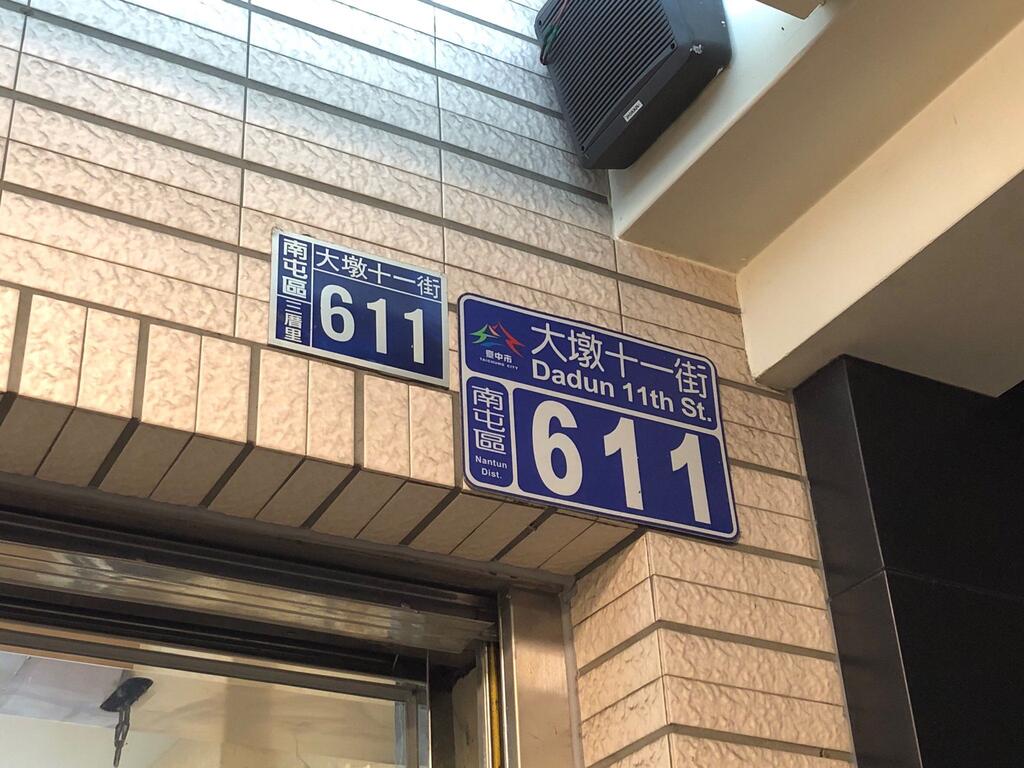 南屯區三厝里
大墩十一街
611
臺中市
TAICHUNG CITY
大墩十一街
Dadun 11th St.
南屯區
Nantun
Dist.
611